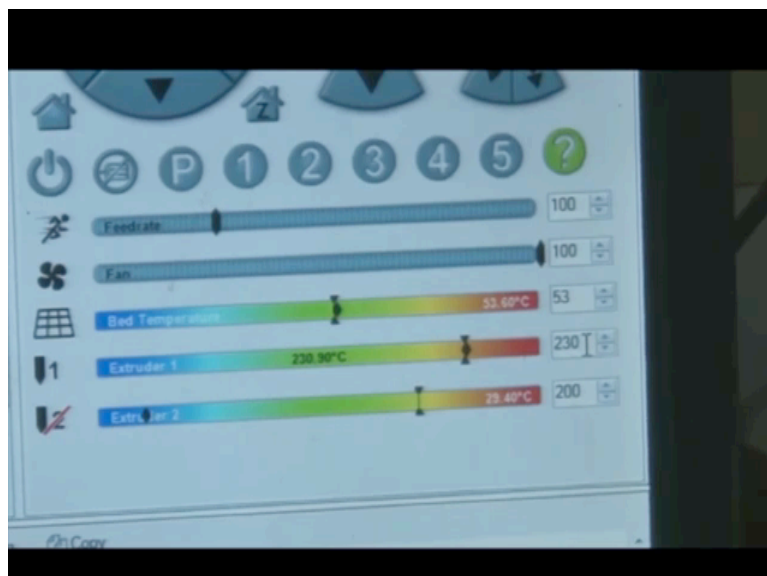 Z
P 1 2 3 4 5 ?
Feedrate 100
Fan 100
Bed Temperature 53.60°C 53
1 Extruder 1 230.90°C 230
2 Extruder 2 29.40°C 200
Copy